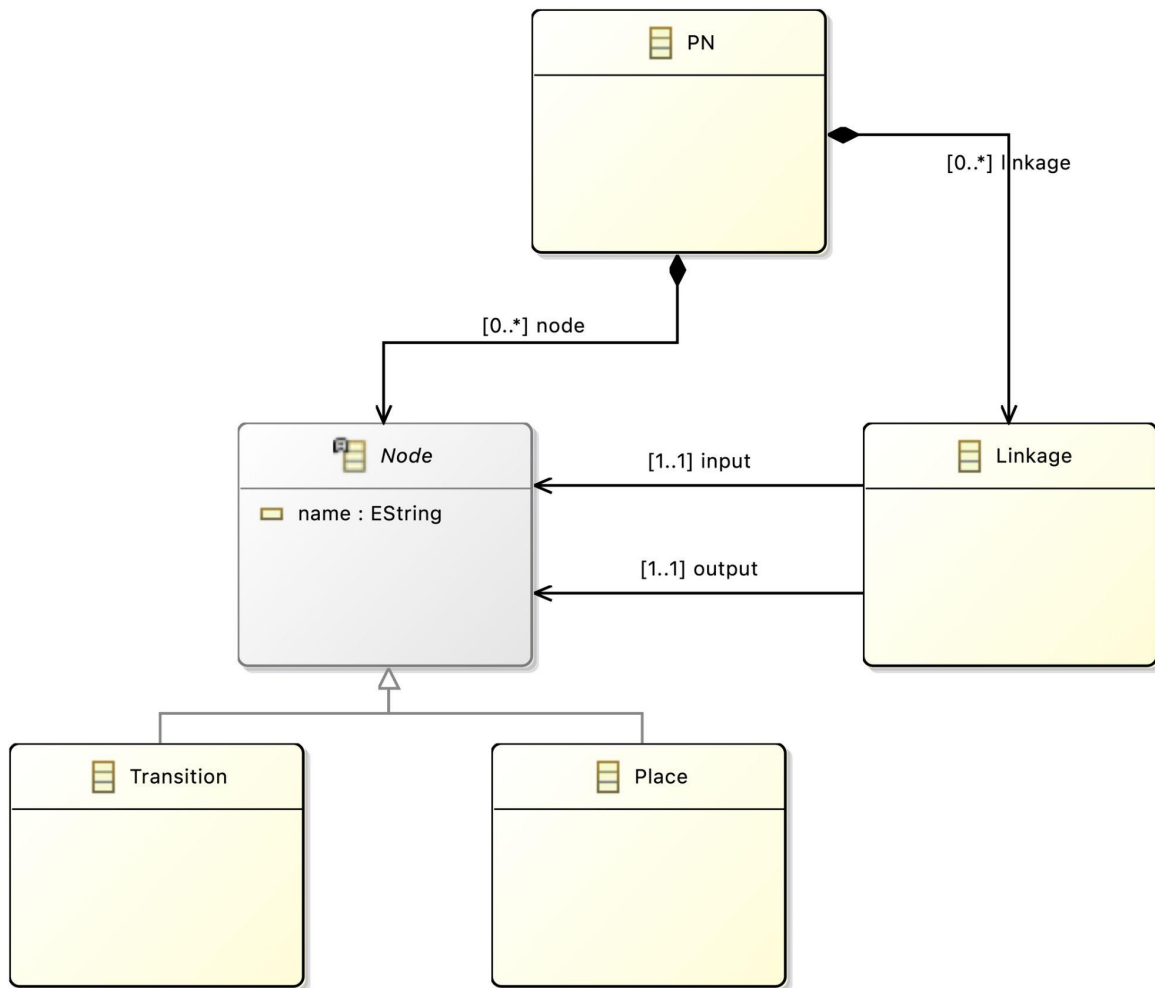 PN
[0..*] linkage
[0..*] node
Node
name : EString
[1..1] input
[1..1] output
Linkage
Transition
Place